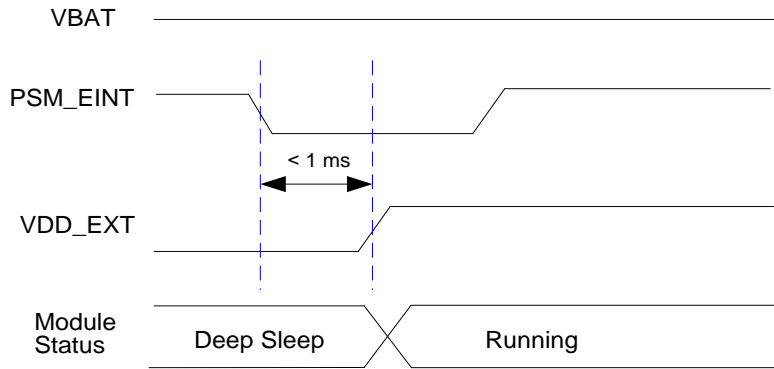 VBAT
PSM_EINT
< 1 ms
VDD_EXT
Module
Status
Deep Sleep
Running